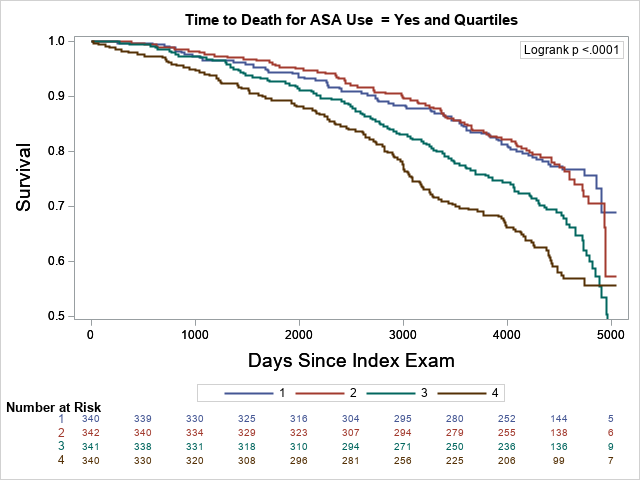 Time to Death for ASA Use = Yes and Quartiles
Logrank p <.0001
1.0
0.9
0.8
0.7
0.6
0.5
Survival
0 1000 2000 3000 4000 5000
Days Since Index Exam
1 2 3 4
Number at Risk
1 340 339 330 325 316 304 295 280 252 144 5
2 342 340 334 329 323 307 294 279 255 138 6
3 341 338 331 318 310 294 271 250 236 136 9
4 340 330 320 308 296 281 256 225 206 99 7